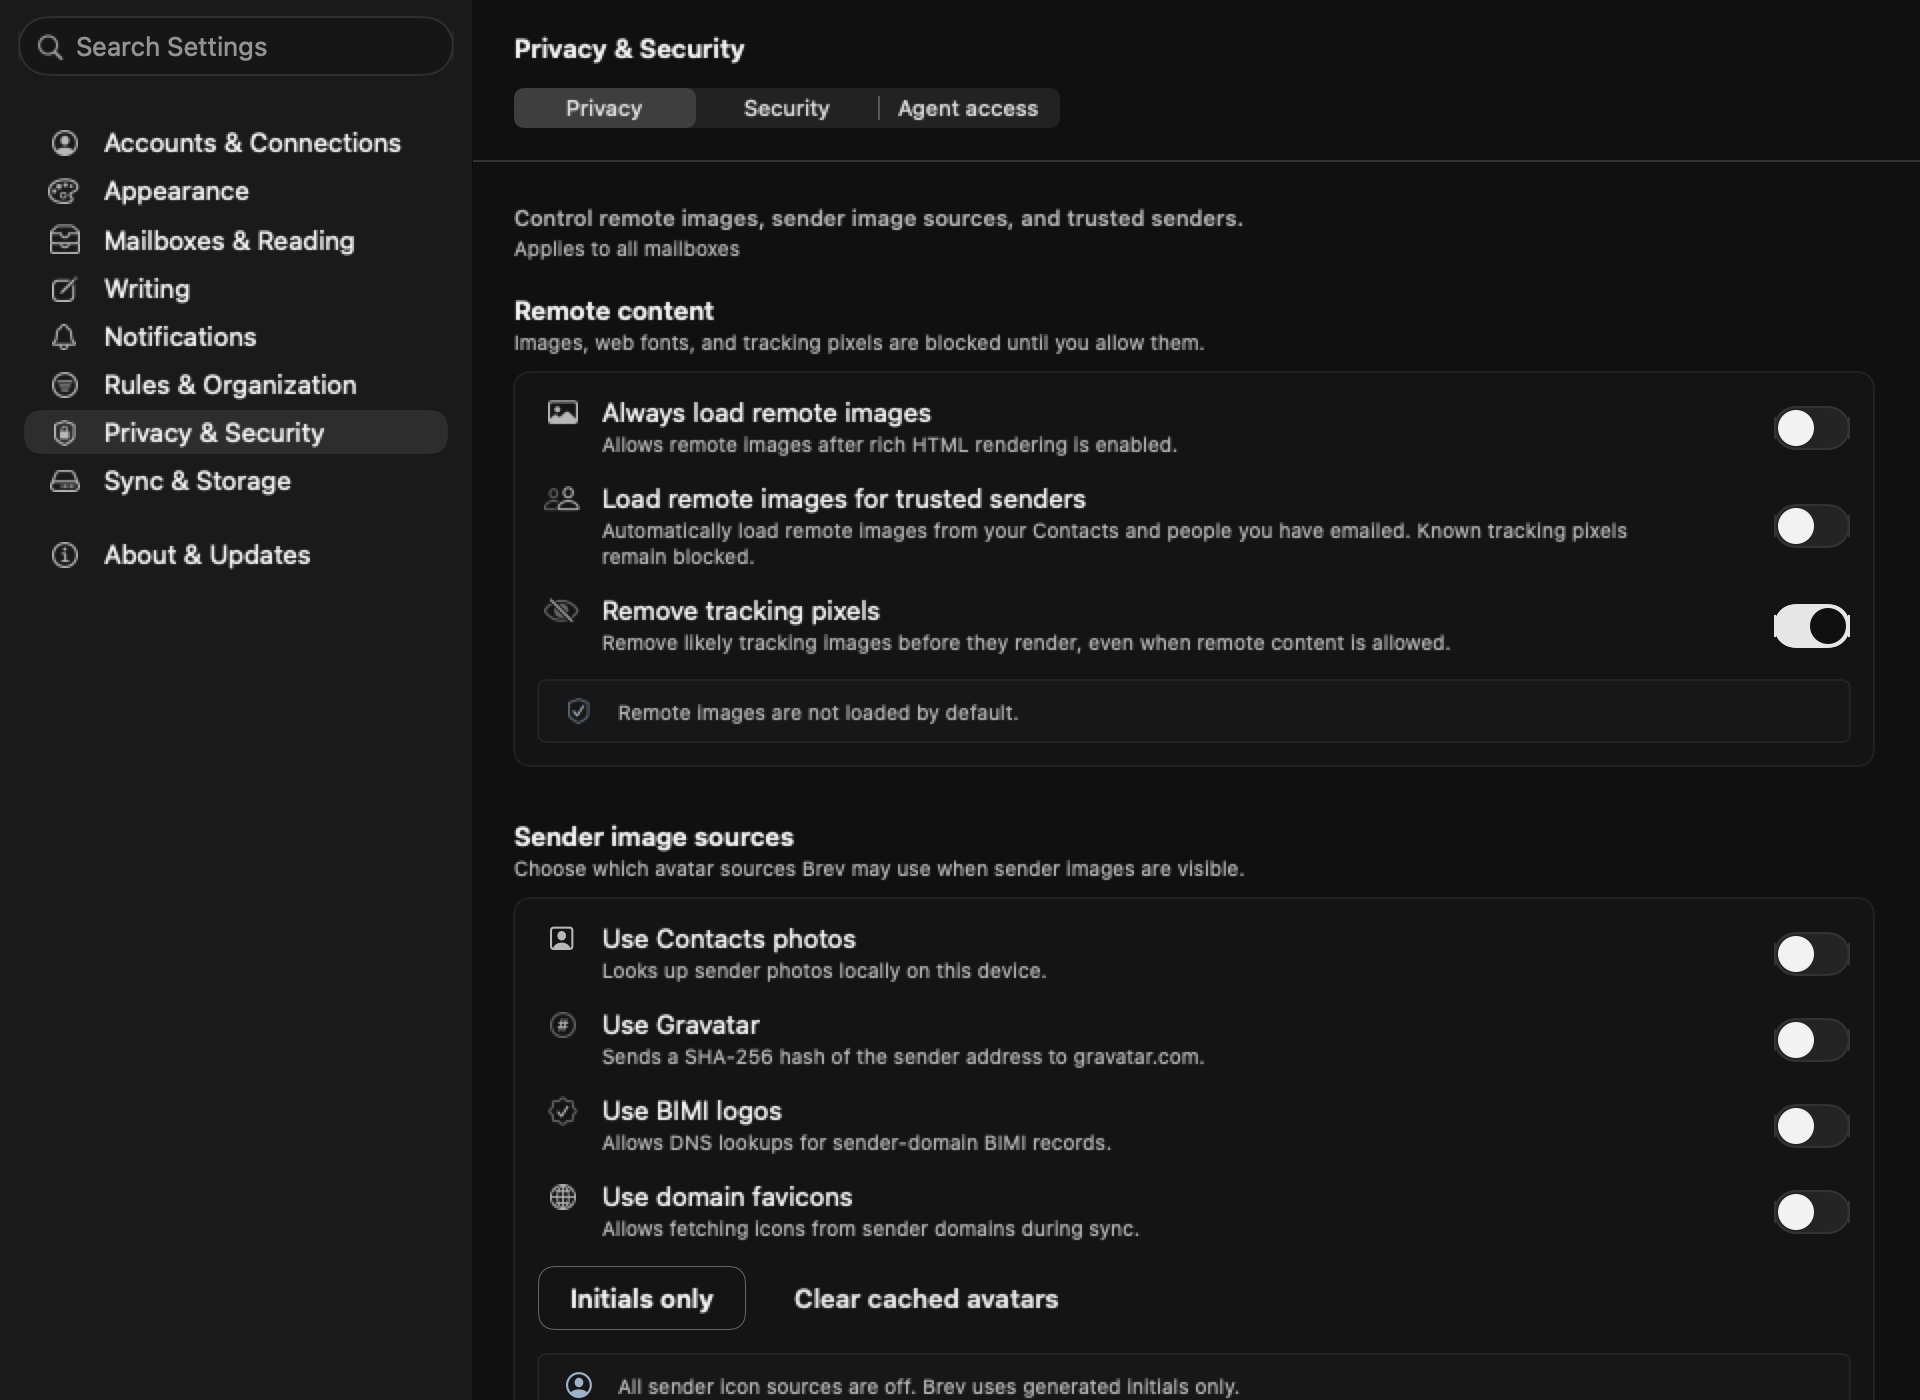 Search Settings
Accounts & Connections
Appearance
Mailboxes & Reading
Writing
Notifications
Rules & Organization
Privacy & Security
Sync & Storage
About & Updates
Privacy & Security
Privacy
Security
Agent access
Control remote images, sender image sources, and trusted senders.
Applies to all mailboxes
Remote content
Images, web fonts, and tracking pixels are blocked until you allow them.
Always load remote images
Allows remote images after rich HTML rendering is enabled.
Load remote images for trusted senders
Automatically load remote images from your Contacts and people you have emailed. Known tracking pixels
remain blocked.
Remove tracking pixels
Remove likely tracking images before they render, even when remote content is allowed.
Remote images are not loaded by default.
Sender image sources
Choose which avatar sources Brev may use when sender images are visible.
Use Contacts photos
Looks up sender photos locally on this device.
Use Gravatar
Sends a SHA-256 hash of the sender address to gravatar.com.
Use BIMI logos
Allows DNS lookups for sender-domain BIMI records.
Use domain favicons
Allows fetching icons from sender domains during sync.
Initials only
Clear cached avatars
All sender icon sources are off. Brev uses generated initials only.